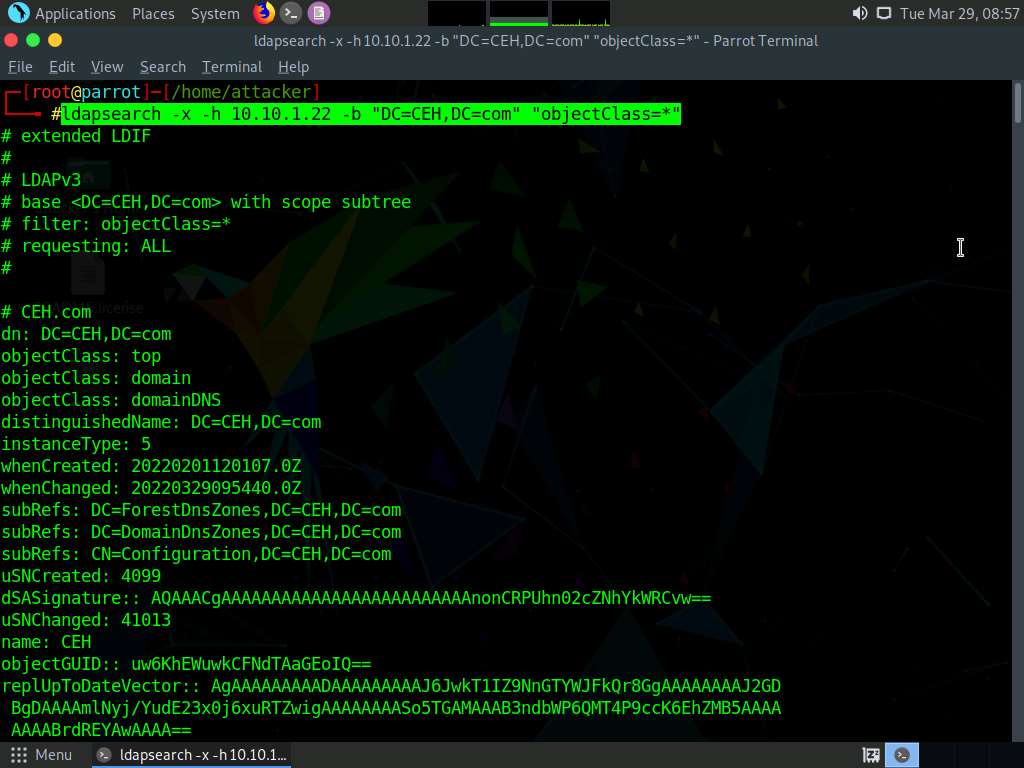 Applications Places System Tue Mar 29, 08:57
ldapsearch -x -h 10.10.1.22 -b "DC=CEH,DC=com" "objectClass=*" - Parrot Terminal
File Edit View Search Terminal Help
┌─[root@parrot]─[/home/attacker]
└──╼ #ldapsearch -x -h 10.10.1.22 -b "DC=CEH,DC=com" "objectClass=*"
# extended LDIF
#
# LDAPv3
# base <DC=CEH,DC=com> with scope subtree
# filter: objectClass=*
# requesting: ALL
#
# CEH.com
dn: DC=CEH,DC=com
objectClass: top
objectClass: domain
objectClass: domainDNS
distinguishedName: DC=CEH,DC=com
instanceType: 5
whenCreated: 20220201120107.0Z
whenChanged: 20220329095440.0Z
subRefs: DC=ForestDnsZones,DC=CEH,DC=com
subRefs: DC=DomainDnsZones,DC=CEH,DC=com
subRefs: CN=Configuration,DC=CEH,DC=com
uSNCreated: 4099
dSASignature:: AQAAACgAAAAAAAAAAAAAAAAAAAAAAAAAnonCRPUhn02cZNhYkWRCvw==
uSNChanged: 41013
name: CEH
objectGUID:: uw6KhEWuwkCFNdTAaGEoIQ==
replUpToDateVector:: AgAAAAAAAAADAAAAAAAAAJ6JwkT1IZ9NnGTYWJFkQr8GgAAAAAAAAJ2GD
BgDAAAAmlNyj/YudE23x0j6xuRTZwigAAAAAAAASo5TGAMAAAB3ndbWP6QMT4P9ccK6EhZMB5AAAA
AAAABrdREYAwAAAA==
Menu ldapsearch -x -h 10.10.1...